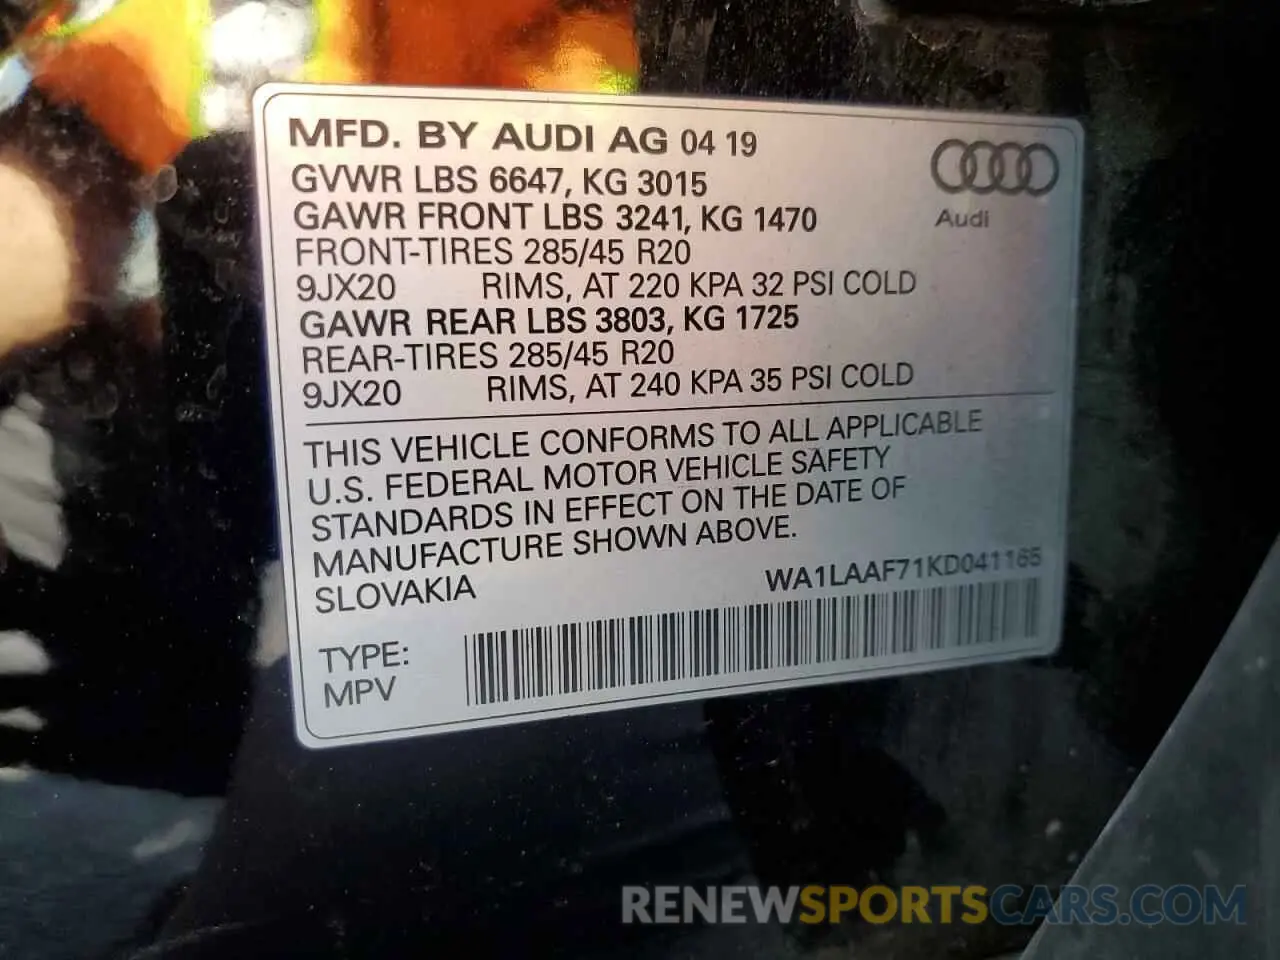 MFD. BY AUDI AG 04 19
GVWR LBS 6647, KG 3015
GAWR FRONT LBS 3241, KG 1470
FRONT-TIRES 285/45 R20
9JX20 RIMS, AT 220 KPA 32 PSI COLD
GAWR REAR LBS 3803, KG 1725
REAR-TIRES 285/45 R20
9JX20 RIMS, AT 240 KPA 35 PSI COLD
Audi
THIS VEHICLE CONFORMS TO ALL APPLICABLE
U.S. FEDERAL MOTOR VEHICLE SAFETY
STANDARDS IN EFFECT ON THE DATE OF
MANUFACTURE SHOWN ABOVE.
SLOVAKIA
WA1LAAF71KD041165
TYPE:
MPV
RENEWSPORTSCARS.COM